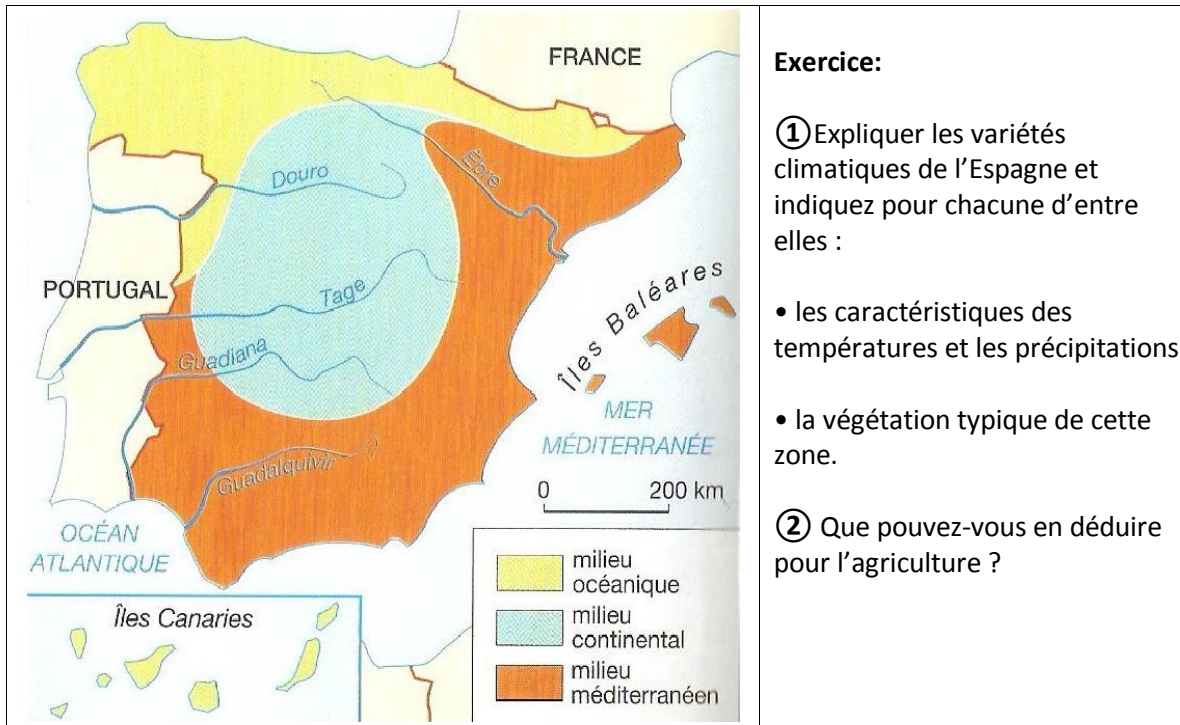 FRANCE
Douro
Èbre
PORTUGAL
Tage
Guadiana
Îles Baléares
MER
MÉDITERRANÉE
Guadalquivir
0 200 km
OCÉAN
ATLANTIQUE
Îles Canaries
milieu
océanique
milieu
continental
milieu
méditerranéen
Exercice:
①Expliquer les variétés
climatiques de l’Espagne et
indiquez pour chacune d’entre
elles :
• les caractéristiques des
températures et les précipitations
• la végétation typique de cette
zone.
② Que pouvez-vous en déduire
pour l’agriculture ?